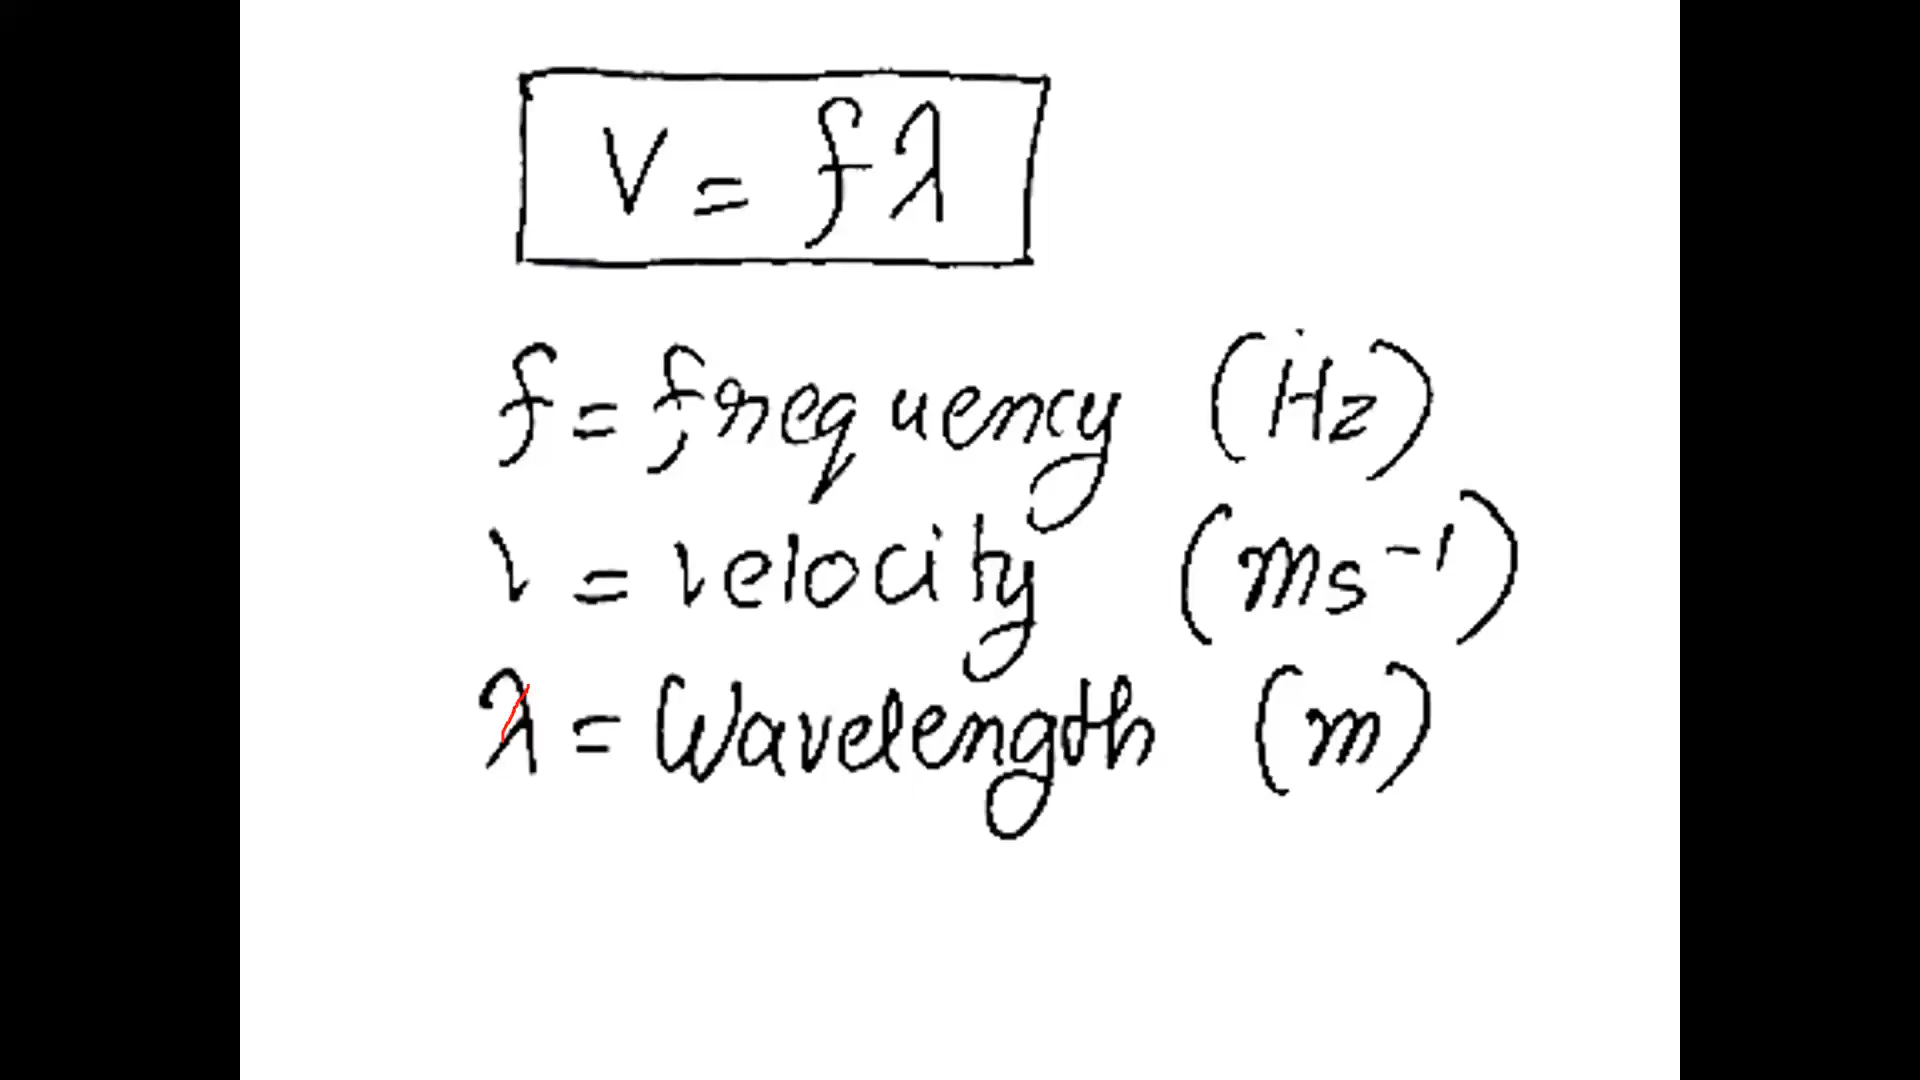 V = fλ
f = frequency (Hz)
v = velocity (ms⁻¹)
λ = Wavelength (m)